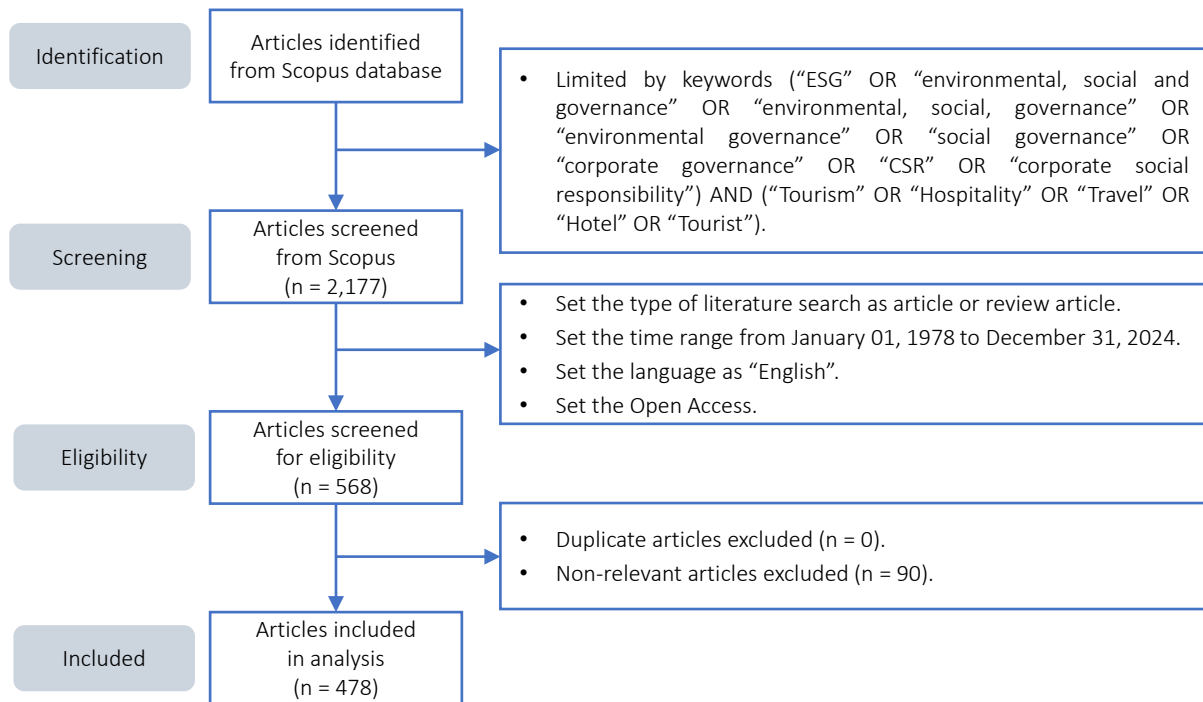 Identification
Articles identified
from Scopus database
• Limited by keywords (“ESG” OR “environmental, social and
governance” OR “environmental, social, governance” OR
“environmental governance” OR “social governance” OR
“corporate governance” OR “CSR” OR “corporate social
responsibility”) AND (“Tourism” OR “Hospitality” OR “Travel” OR
“Hotel” OR “Tourist”).
Screening
Articles screened
from Scopus
(n = 2,177)
• Set the type of literature search as article or review article.
• Set the time range from January 01, 1978 to December 31, 2024.
• Set the language as “English”.
• Set the Open Access.
Eligibility
Articles screened
for eligibility
(n = 568)
• Duplicate articles excluded (n = 0).
• Non-relevant articles excluded (n = 90).
Included
Articles included
in analysis
(n = 478)